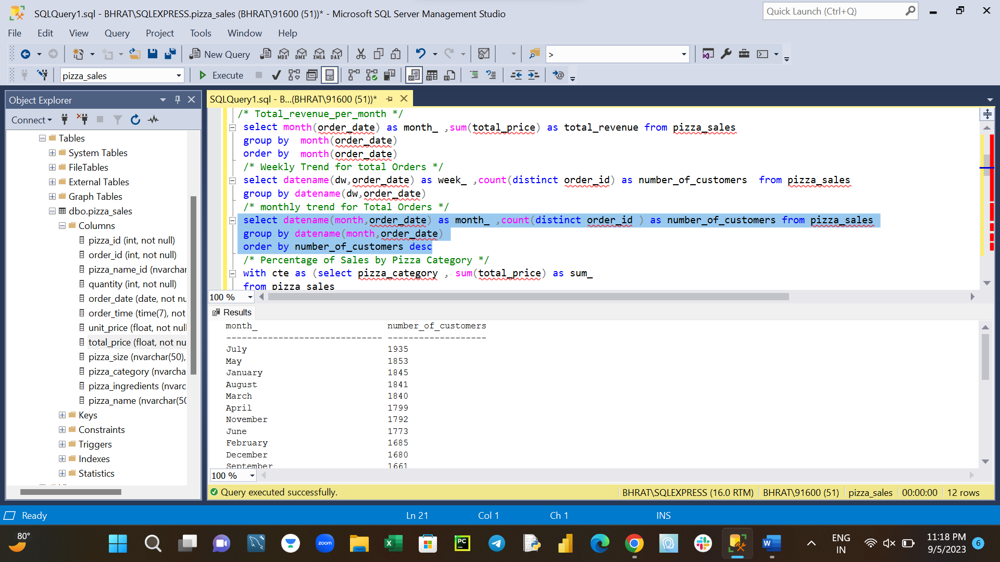 SQLQuery1.sql - BHRAT\SQLEXPRESS.pizza_sales (BHRAT\91600 (51))* - Microsoft SQL Server Management Studio
Quick Launch (Ctrl+Q)
File Edit View Query Project Tools Window Help
New Query MDX DMX XMLA DAX >
pizza_sales Execute
Object Explorer
Connect
Tables
System Tables
FileTables
External Tables
Graph Tables
dbo.pizza_sales
Columns
pizza_id (int, not null)
order_id (int, not null)
pizza_name_id (nvarchar
quantity (int, not null)
order_date (date, not nu
order_time (time(7), not
unit_price (float, not null
total_price (float, not nu
pizza_size (nvarchar(50),
pizza_category (nvarcha
pizza_ingredients (nvarc
pizza_name (nvarchar(50
Keys
Constraints
Triggers
Indexes
Statistics
SQLQuery1.sql - B...(BHRAT\91600 (51))*
/* Total_revenue_per_month */
select month(order_date) as month_ ,sum(total_price) as total_revenue from pizza_sales
group by  month(order_date)
order by  month(order_date)
/* Weekly Trend for total Orders */
select datename(dw,order_date) as week_ ,count(distinct order_id) as number_of_customers  from pizza_sales
group by datename(dw,order_date)
/* monthly trend for Total Orders */
select datename(month,order_date) as month_ ,count(distinct order_id ) as number_of_customers from pizza_sales
group by datename(month,order_date)
order by number_of_customers desc
/* Percentage of Sales by Pizza Category */
with cte as (select pizza_category , sum(total_price) as sum_
from pizza_sales
100 %
Results
month_ number_of_customers
------------------------------ -------------------
July 1935
May 1853
January 1845
August 1841
March 1840
April 1799
November 1792
June 1773
February 1685
December 1680
September 1661
100 %
Query executed successfully. BHRAT\SQLEXPRESS (16.0 RTM) BHRAT\91600 (51) pizza_sales 00:00:00 12 rows
Ready Ln 21 Col 1 Ch 1 INS
80° zoom PC ENG IN 11:18 PM 9/5/2023 6